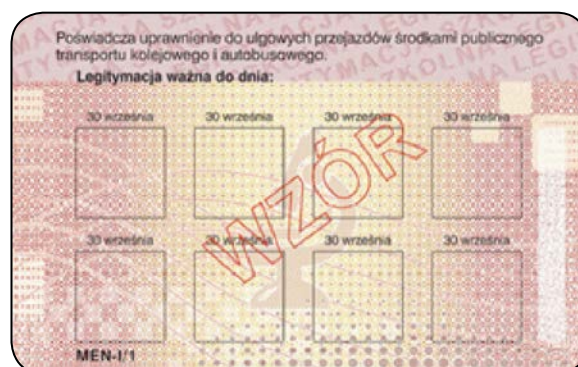 Poświadcza uprawnienie do ulgowych przejazdów środkami publicznego
transportu kolejowego i autobusowego.
Legitymacja ważna do dnia:
30 września 30 września 30 września 30 września
WZÓR
30 września 30 września 30 września 30 września
MEN-I/1